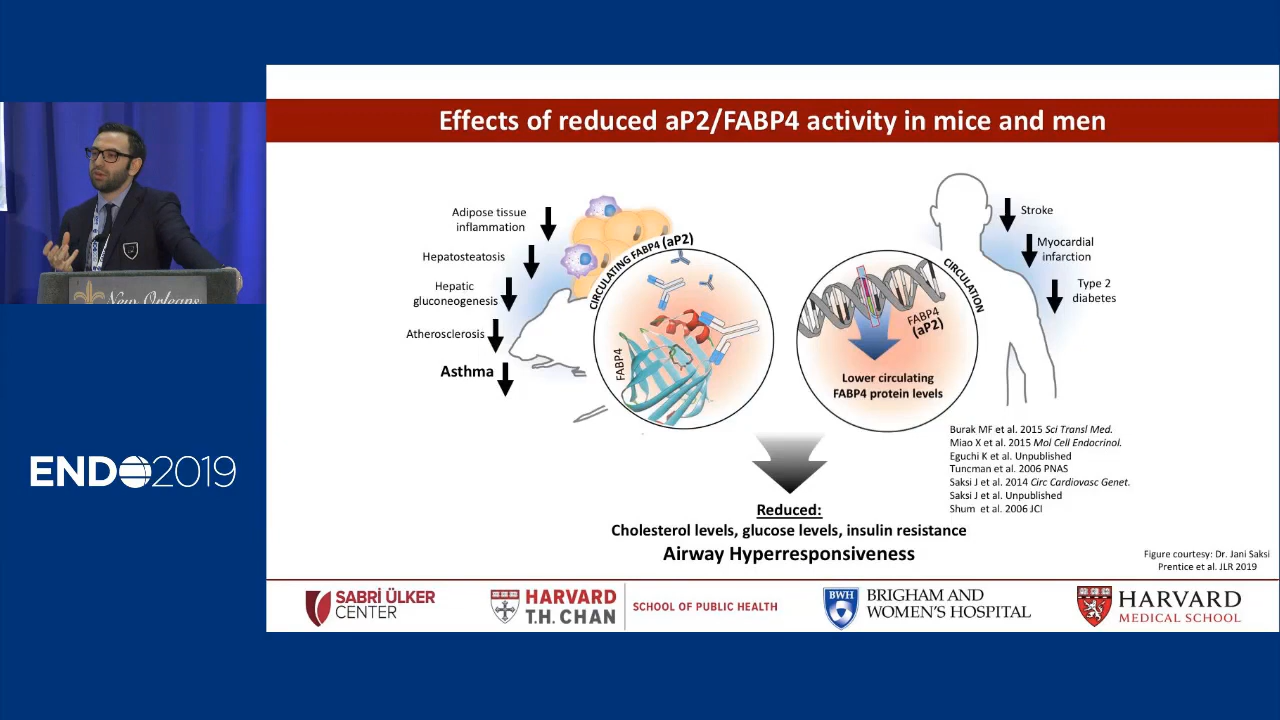 Effects of reduced aP2/FABP4 activity in mice and men
Adipose tissue
inflammation
Hepatosteatosis
Hepatic
gluconeogenesis
Atherosclerosis
Asthma
CIRCULATING FABP4 (aP2)
FABP4
CIRCULATION
FABP4
(aP2)
Lower circulating
FABP4 protein levels
Stroke
Myocardial
infarction
Type 2
diabetes
Burak MF et al. 2015 Sci Transl Med.
Miao X et al. 2015 Mol Cell Endocrinol.
Eguchi K et al. Unpublished
Tuncman et al. 2006 PNAS
Saksi J et al. 2014 Circ Cardiovasc Genet.
Saksi J et al. Unpublished
Shum et al. 2006 JCI
Reduced:
Cholesterol levels, glucose levels, insulin resistance
Airway Hyperresponsiveness
Figure courtesy: Dr. Jani Saksi
Prentice et al. JLR 2019
SABRİ ÜLKER
CENTER
HARVARD
T.H. CHAN
SCHOOL OF PUBLIC HEALTH
BWH
BRIGHAM AND
WOMEN'S HOSPITAL
HARVARD
MEDICAL SCHOOL
New Orleans
ENDO2019